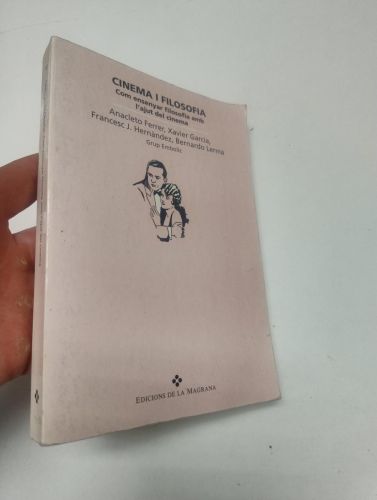 CINEMA I FILOSOFIA
Com ensenyar filosofia amb
l'ajut del cinema
Anacleto Ferrer, Xavier García,
Francesc J. Hernàndez, Bernardo Lerma
Grup Embolic
EDICIONS DE LA MAGRANA